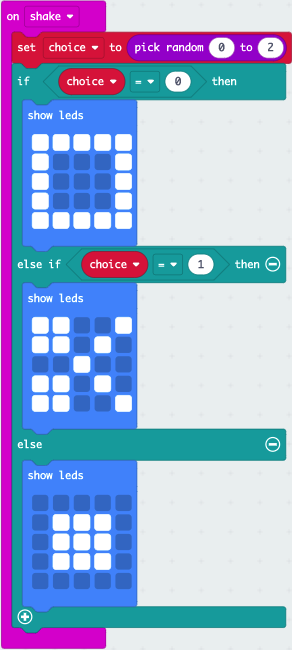 on shake
set choice to pick random 0 to 2
if choice = 0 then
show leds
else if choice = 1 then
show leds
else
show leds